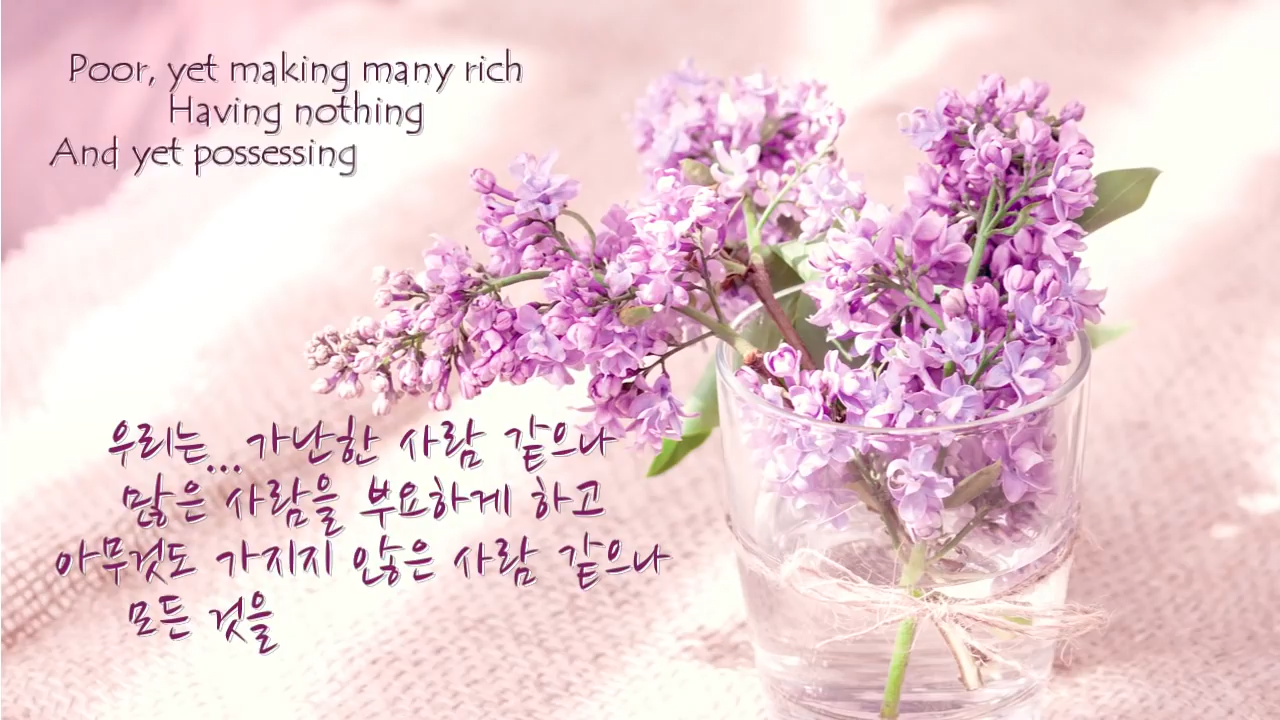 Poor, yet making many rich
Having nothing
And yet possessing
우리는...가난한 사람 같으나
많은 사람을 부요하게 하고
아무것도 가지지 않은 사람 같으나
모든 것을